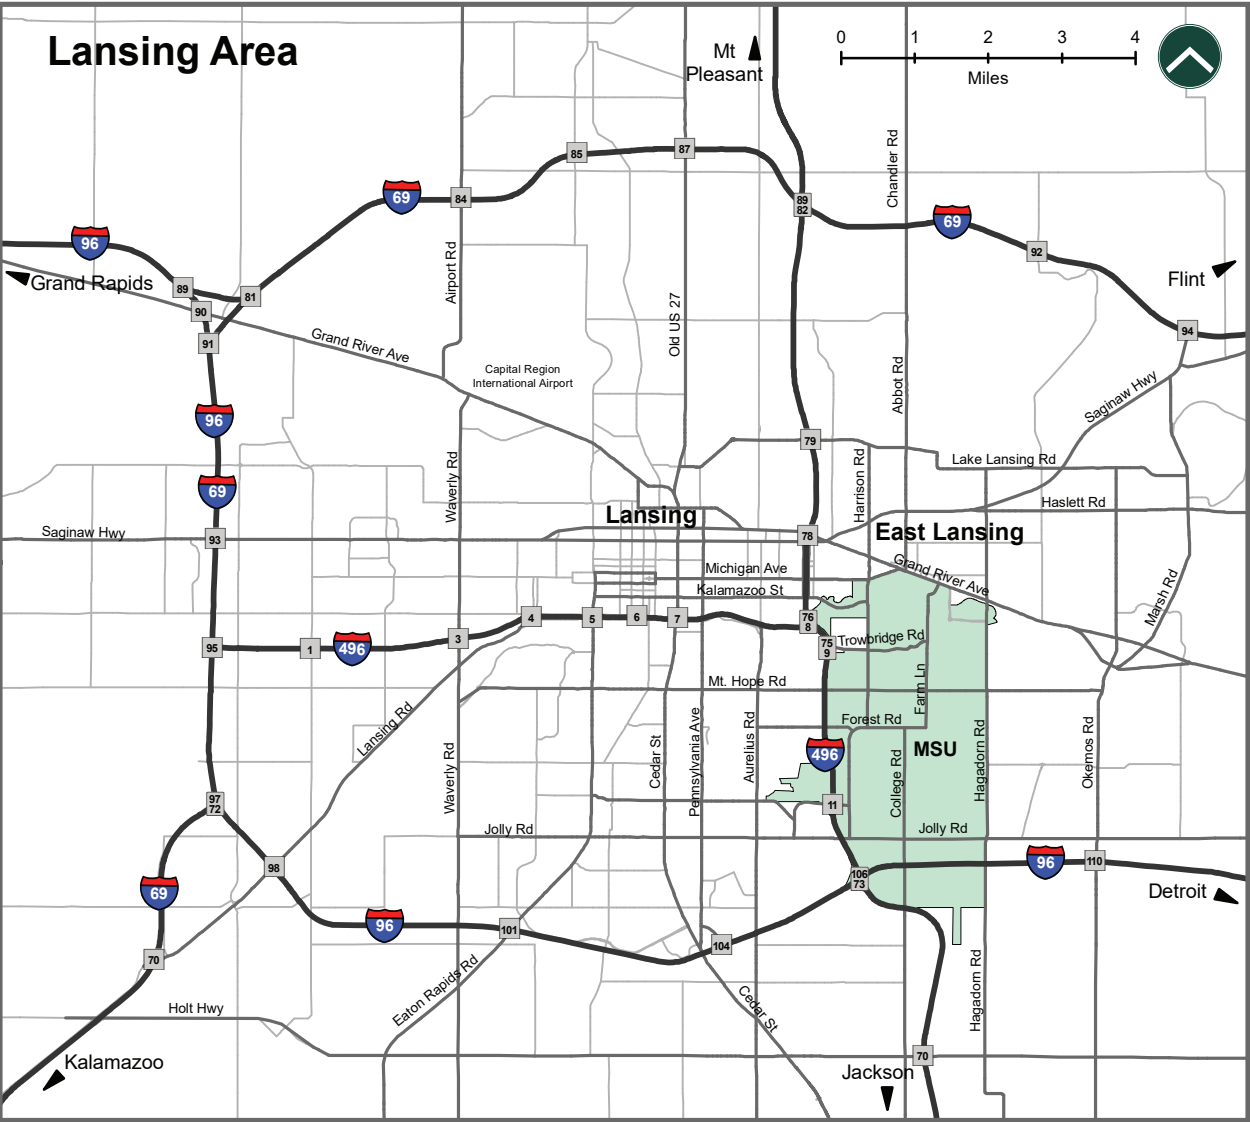 Lansing Area
Mt
Pleasant
0 1 2 3 4
Miles
Chandler Rd
85
87
69
84
89
82
69
96
92
Grand Rapids
89
81
90
91
Airport Rd
Flint
94
Old US 27
Grand River Ave
Capital Region
International Airport
Abbot Rd
Saginaw Hwy
96
79
69
Waverly Rd
Harrison Rd
Lake Lansing Rd
Haslett Rd
Lansing
East Lansing
Saginaw Hwy
93
78
Michigan Ave
Grand River Ave
Kalamazoo St
Marsh Rd
4
5
6
7
76
8
95
1
496
3
75
9
Trowbridge Rd
Mt. Hope Rd
Farm Ln
Lansing Rd
Forest Rd
Cedar St
Pennsylvania Ave
Aurelius Rd
496
MSU
College Rd
Hagadorn Rd
Okemos Rd
Waverly Rd
97
72
11
Jolly Rd
Jolly Rd
98
106
73
96
110
69
Detroit
96
101
104
70
Eaton Rapids Rd
Hagadorn Rd
Cedar St
Holt Hwy
Kalamazoo
70
Jackson